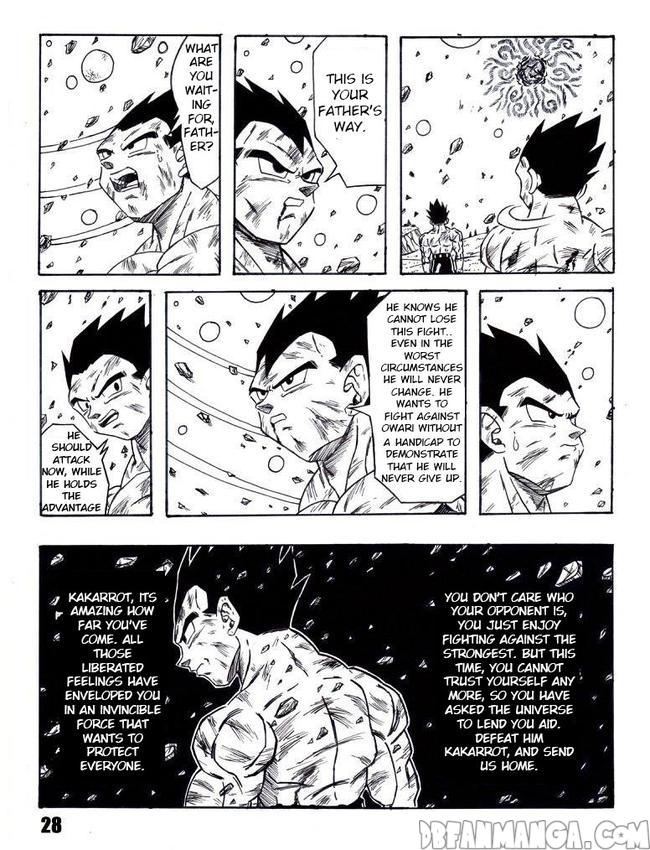 WHAT
ARE
YOU
WAIT-
ING
FOR,
FATH-
ER?
THIS IS
YOUR
FATHER'S
WAY.
HE
SHOULD
ATTACK
NOW, WHILE
HE HOLDS
THE
ADVANTAGE
HE KNOWS HE
CANNOT LOSE
THIS FIGHT..
EVEN IN THE
WORST
CIRCUMSTANCES
HE WILL NEVER
CHANGE. HE
WANTS TO
FIGHT AGAINST
OWARI WITHOUT
A HANDICAP TO
DEMONSTRATE
THAT HE WILL
NEVER GIVE UP.
KAKARROT, ITS
AMAZING HOW
FAR YOU'VE
COME. ALL
THOSE
LIBERATED
FEELINGS HAVE
ENVELOPED YOU
IN AN INVINCIBLE
FORCE THAT
WANTS TO
PROTECT
EVERYONE.
YOU DON'T CARE WHO
YOUR OPPONENT IS,
YOU JUST ENJOY
FIGHTING AGAINST THE
STRONGEST. BUT THIS
TIME, YOU CANNOT
TRUST YOURSELF ANY
MORE, SO YOU HAVE
ASKED THE UNIVERSE
TO LEND YOU AID.
DEFEAT HIM
KAKARROT, AND SEND
US HOME.
28
DBFANMANGA.COM